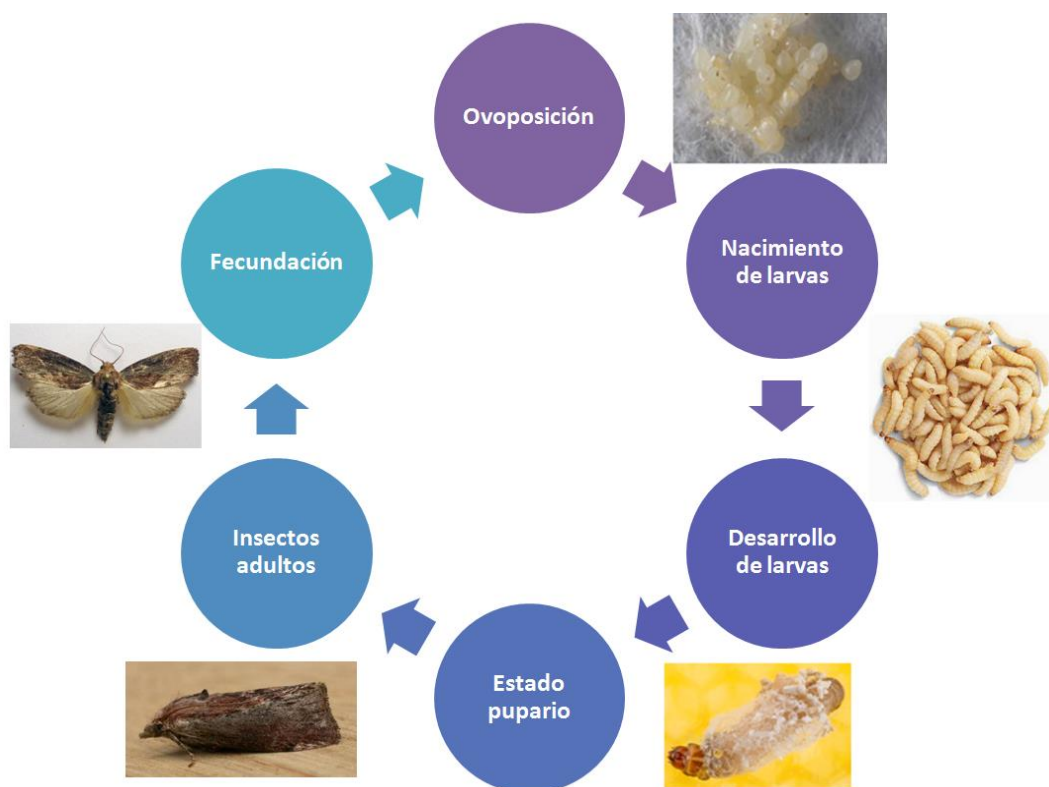 Ovoposición
Nacimiento
de larvas
Desarrollo
de larvas
Estado
pupario
Insectos
adultos
Fecundación